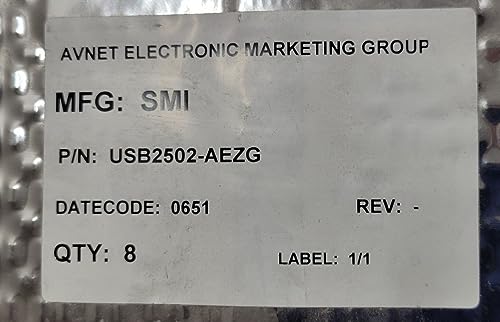 AVNET ELECTRONIC MARKETING GROUP
MFG: SMI
P/N: USB2502-AEZG
DATECODE: 0651 REV: -
QTY: 8 LABEL: 1/1